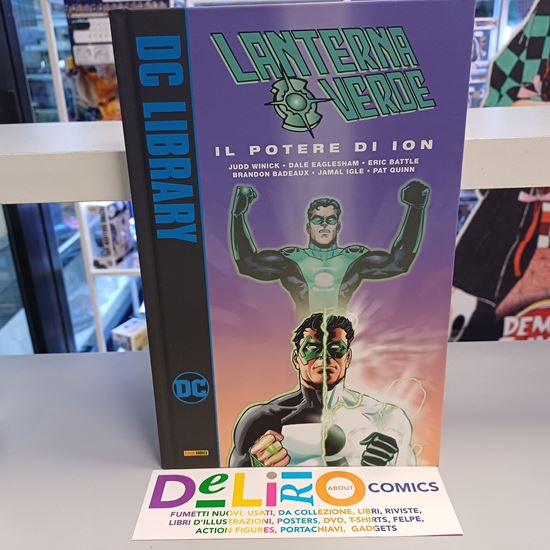 DC LIBRARY
LANTERNA
VERDE
IL POTERE DI ION
JUDD WINICK • DALE EAGLESHAM • ERIC BATTLE
BRANDON BADEAUX • JAMAL IGLE • PAT QUINN
DC
DELIRIO
ABOUT
COMICS
FUMETTI NUOVI, USATI, DA COLLEZIONE, LIBRI, RIVISTE,
LIBRI D'ILLUSTRAZIONI, POSTERS, DVD, T-SHIRTS, FELPE,
ACTION FIGURES, PORTACHIAVI, GADGETS